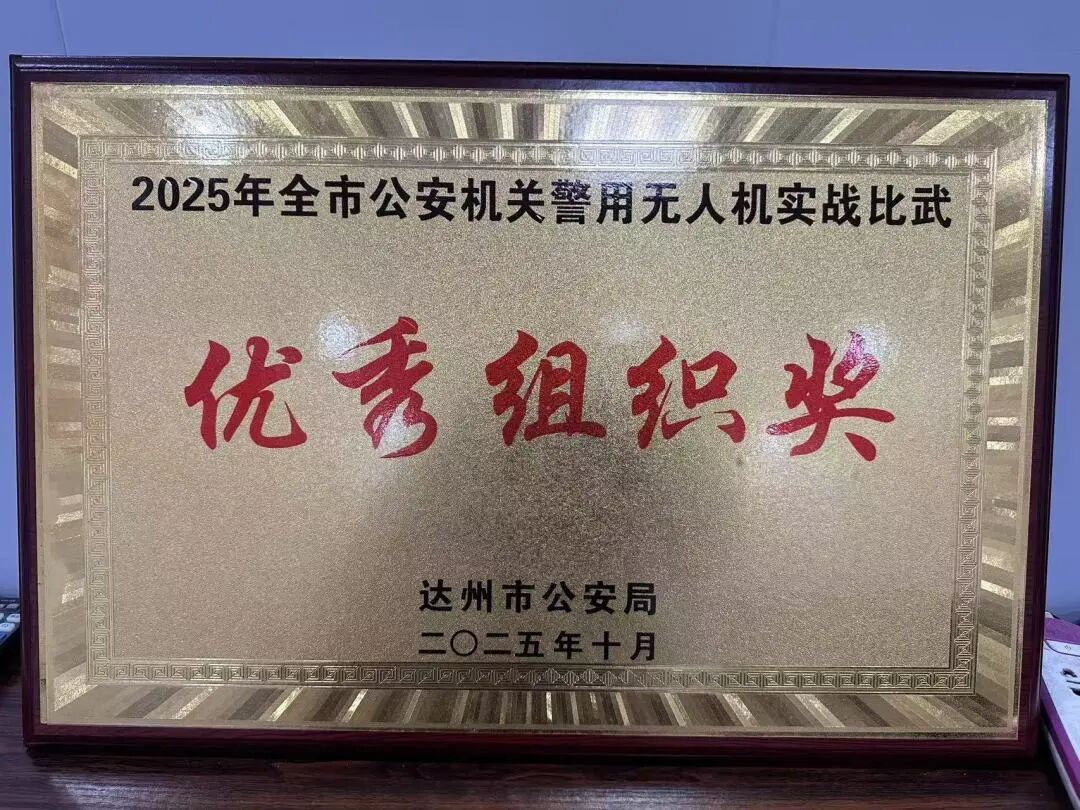 2025年全市公安机关警用无人机实战比武
优秀组织奖
达州市公安局
二〇二五年十月